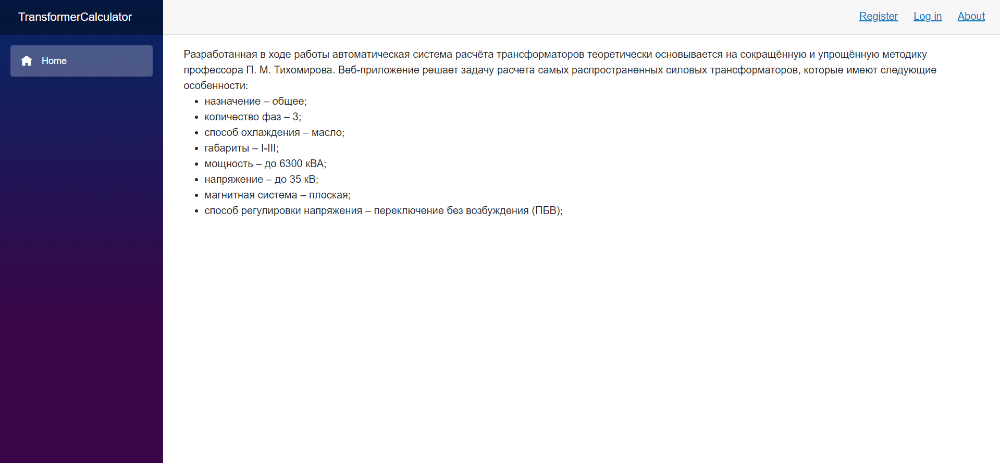 TransformerCalculator
Register Log in About
Home
Разработанная в ходе работы автоматическая система расчёта трансформаторов теоретически основывается на сокращённую и упрощённую методику
профессора П. М. Тихомирова. Веб-приложение решает задачу расчета самых распространенных силовых трансформаторов, которые имеют следующие
особенности:
• назначение – общее;
• количество фаз – 3;
• способ охлаждения – масло;
• габариты – I-III;
• мощность – до 6300 кВА;
• напряжение – до 35 кВ;
• магнитная система – плоская;
• способ регулировки напряжения – переключение без возбуждения (ПБВ);